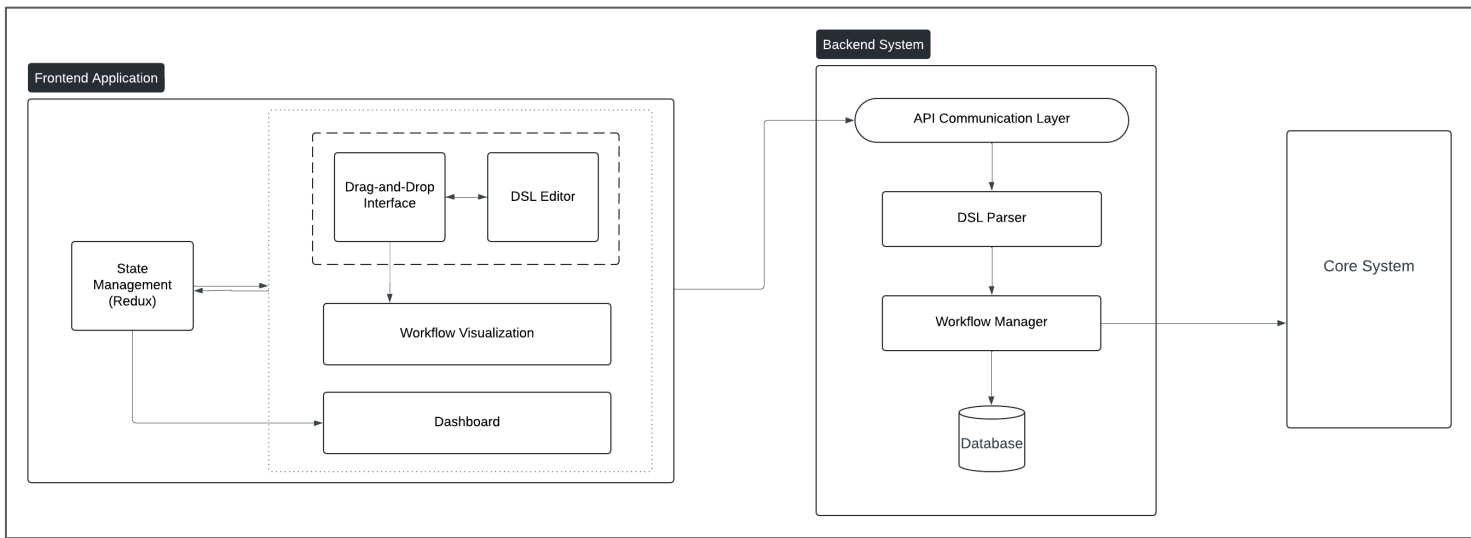 Frontend Application
Drag-and-Drop
Interface
DSL Editor
State
Management
(Redux)
Workflow Visualization
Dashboard
Backend System
API Communication Layer
DSL Parser
Workflow Manager
Database
Core System